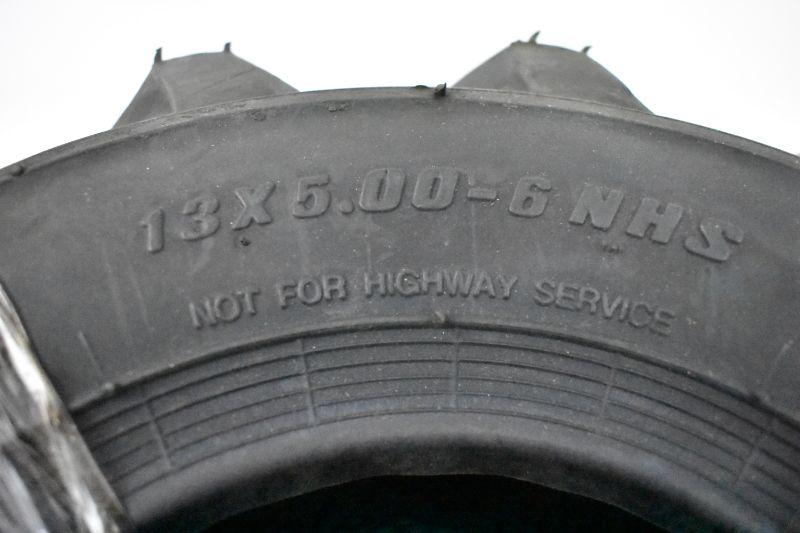 13X5.00-6 NHS
NOT FOR HIGHWAY SERVICE